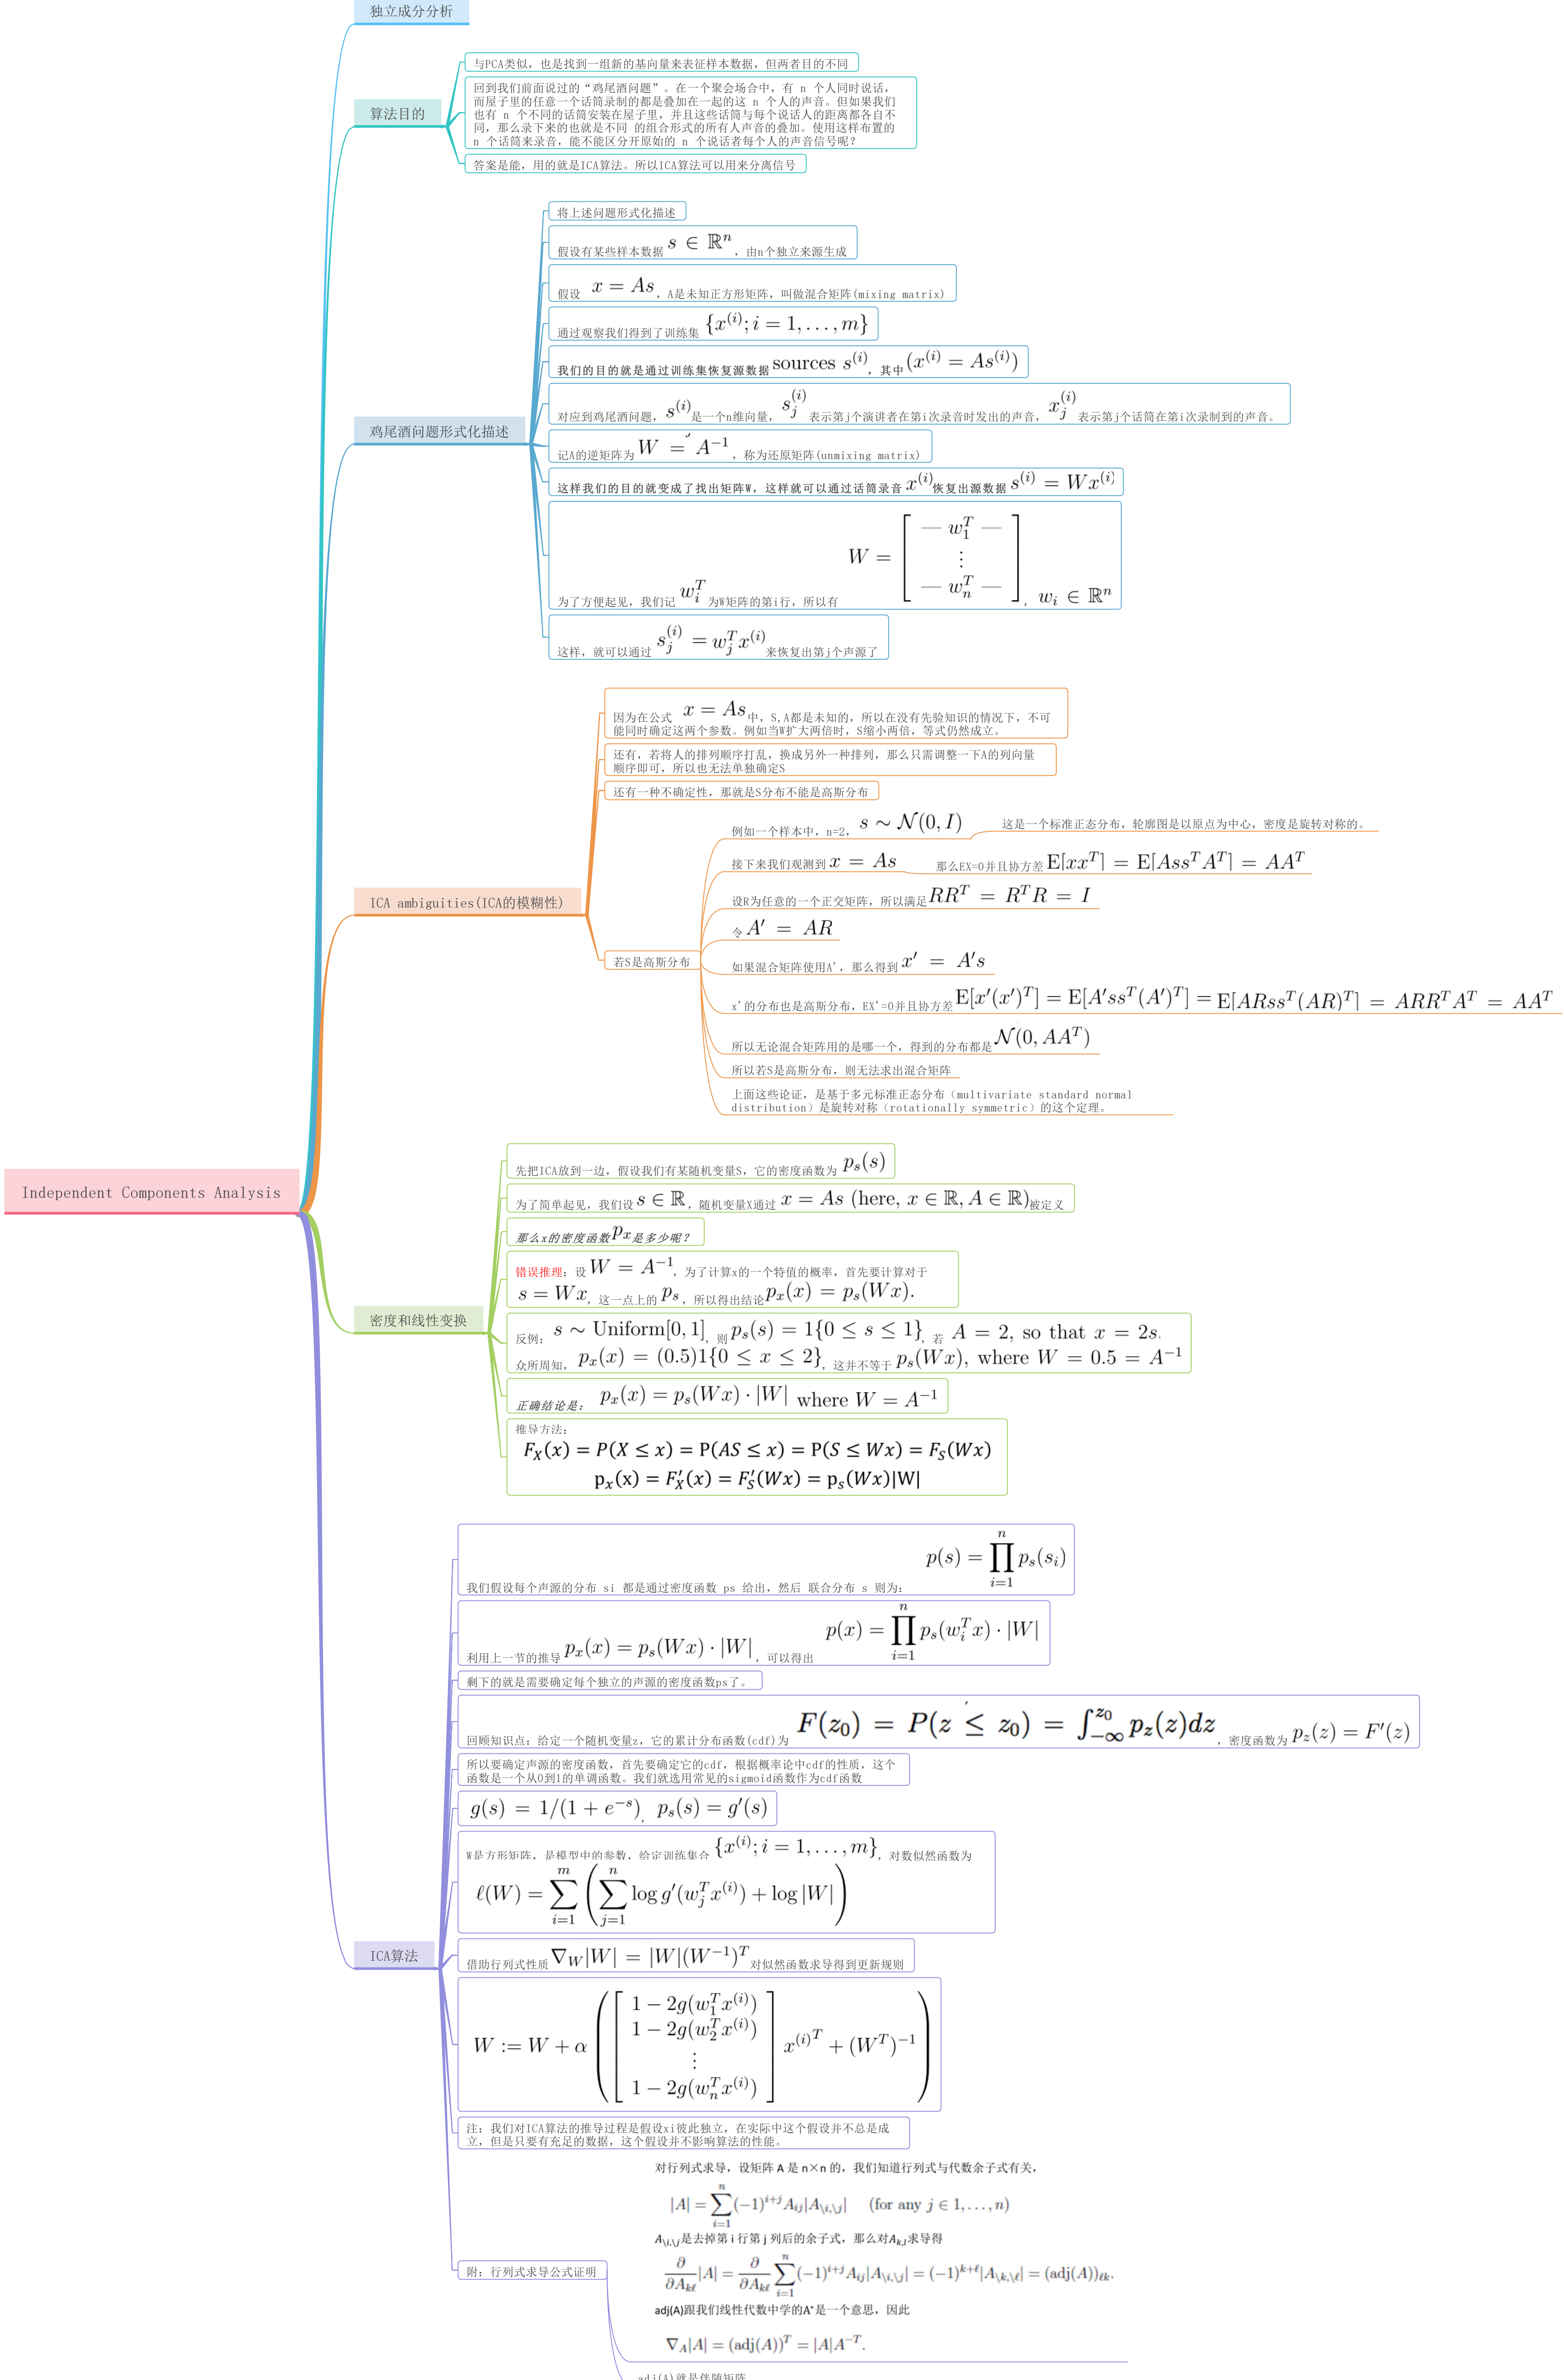 独立成分分析
算法目的
与PCA类似，也是找到一组新的基向量来表征样本数据，但两者目的不同
回到我们前面说过的“鸡尾酒问题”。在一个聚会场合中，有 n 个人同时说话，
而屋子里的任意一个话筒录制的都是叠加在一起的这 n 个人的声音。但如果我们
也有 n 个不同的话筒安装在屋子里，并且这些话筒与每个说话人的距离都各自不
同，那么录下来的也就是不同 的组合形式的所有人声音的叠加。使用这样布置的
n 个话筒来录音，能不能区分开原始的 n 个说话者每个人的声音信号呢？
答案是能，用的就是ICA算法。所以ICA算法可以用来分离信号
鸡尾酒问题形式化描述
将上述问题形式化描述
假设有某些样本数据 s ∈ ℝⁿ ，由n个独立来源生成
假设 x = As，A是未知正方形矩阵，叫做混合矩阵(mixing matrix)
通过观察我们得到了训练集 {x^(i); i = 1, . . . , m}
我们的目的就是通过训练集恢复源数据 sources s^(i)，其中 (x^(i) = As^(i))
对应到鸡尾酒问题，s^(i)是一个n维向量，s_j^(i) 表示第j个演讲者在第i次录音时发出的声音，x_j^(i) 表示第j个话筒在第i次录制到的声音。
记A的逆矩阵为 W = A^−1 ，称为还原矩阵(unmixing matrix)
这样我们的目的就变成了找出矩阵W，这样就可以通过话筒录音 x^(i)恢复出源数据 s^(i) = Wx^(i)
为了方便起见，我们记 w_i^T 为W矩阵的第i行，所以有 W = [ — w_1^T — ⋮ — w_n^T — ]，w_i ∈ ℝⁿ
这样，就可以通过 s_j^(i) = w_j^T x^(i) 来恢复出第j个声源了
ICA ambiguities(ICA的模糊性)
因为在公式 x = As 中，S,A都是未知的，所以在没有先验知识的情况下，不可
能同时确定这两个参数。例如当W扩大两倍时，S缩小两倍，等式仍然成立。
还有，若将人的排列顺序打乱，换成另外一种排列，那么只需调整一下A的列向量
顺序即可，所以也无法单独确定S
还有一种不确定性，那就是S分布不能是高斯分布
若S是高斯分布
例如一个样本中，n=2， s ∼ 𝒩(0, I)
这是一个标准正态分布，轮廓图是以原点为中心，密度是旋转对称的。
接下来我们观测到 x = As
那么EX=0并且协方差 E[xx^T] = E[Ass^T A^T] = AA^T
设R为任意的一个正交矩阵，所以满足 RR^T = R^T R = I
令 A′ = AR
如果混合矩阵使用A'，那么得到 x′ = A′s
x'的分布也是高斯分布，EX'=0并且协方差 E[x′(x′)^T] = E[A′ss^T(A′)^T] = E[ARss^T(AR)^T] = ARR^T A^T = AA^T
所以无论混合矩阵用的是哪一个，得到的分布都是 𝒩(0, AA^T)
所以若S是高斯分布，则无法求出混合矩阵
上面这些论证，是基于多元标准正态分布（multivariate standard normal
distribution）是旋转对称（rotationally symmetric）的这个定理。
Independent Components Analysis
密度和线性变换
先把ICA放到一边，假设我们有某随机变量S，它的密度函数为 p_s(s)
为了简单起见，我们设 s ∈ ℝ，随机变量X通过 x = As (here, x ∈ ℝ, A ∈ ℝ)被定义
那么x的密度函数 p_x 是多少呢？
错误推理：设 W = A^−1，为了计算x的一个特值的概率，首先要计算对于
s = Wx，这一点上的 p_s，所以得出结论 p_x(x) = p_s(Wx).
反例： s ∼ Uniform[0, 1]，则 p_s(s) = 1{0 ≤ s ≤ 1}，若 A = 2, so that x = 2s.
众所周知， p_x(x) = (0.5)1{0 ≤ x ≤ 2}，这并不等于 p_s(Wx), where W = 0.5 = A^−1
正确结论是： p_x(x) = p_s(Wx) · |W| where W = A^−1
推导方法：
F_X(x) = P(X ≤ x) = P(AS ≤ x) = P(S ≤ Wx) = F_S(Wx)
p_x(x) = F′_X(x) = F′_S(Wx) = p_s(Wx)|W|
ICA算法
我们假设每个声源的分布 si 都是通过密度函数 ps 给出，然后 联合分布 s 则为： p(s) = ∏_{i=1}^n p_s(s_i)
利用上一节的推导 p_x(x) = p_s(Wx) · |W|，可以得出 p(x) = ∏_{i=1}^n p_s(w_i^T x) · |W|
剩下的就是需要确定每个独立的声源的密度函数ps了。
回顾知识点：给定一个随机变量z，它的累计分布函数(cdf)为 F(z_0) = P(z ≤ z_0) = ∫_{−∞}^{z_0} p_z(z)dz ，密度函数为 p_z(z) = F′(z)
所以要确定声源的密度函数，首先要确定它的cdf，根据概率论中cdf的性质，这个
函数是一个从0到1的单调函数。我们就选用常见的sigmoid函数作为cdf函数
g(s) = 1/(1 + e^−s)， p_s(s) = g′(s)
W是方形矩阵，是模型中的参数，给定训练集合 {x^(i); i = 1, . . . , m}，对数似然函数为
ℓ(W) = ∑_{i=1}^m ( ∑_{j=1}^n log g′(w_j^T x^(i)) + log |W| )
借助行列式性质 ∇_W|W| = |W|(W^−1)^T 对似然函数求导得到更新规则
W := W + α ( [ 1 − 2g(w_1^T x^(i)) 1 − 2g(w_2^T x^(i)) ⋮ 1 − 2g(w_n^T x^(i)) ] x^(i)^T + (W^T)^−1 )
注：我们对ICA算法的推导过程是假设xi彼此独立，在实际中这个假设并不总是成
立，但是只要有充足的数据，这个假设并不影响算法的性能。
附：行列式求导公式证明
对行列式求导，设矩阵 A 是 n×n 的，我们知道行列式与代数余子式有关，
|A| = ∑_{i=1}^n (−1)^{i+j} A_ij |A_{\i,\j}| (for any j ∈ 1, . . . , n)
A_{\i,\j}是去掉第 i 行第 j 列后的余子式，那么对A_{k,l}求导得
∂/∂A_kℓ |A| = ∂/∂A_kℓ ∑_{i=1}^n (−1)^{i+j} A_ij |A_{\i,\j}| = (−1)^{k+ℓ} |A_{\k,\ℓ}| = (adj(A))_ℓk.
adj(A)跟我们线性代数中学的A*是一个意思，因此
∇_A|A| = (adj(A))^T = |A|A^−T.
adj(A)就是伴随矩阵